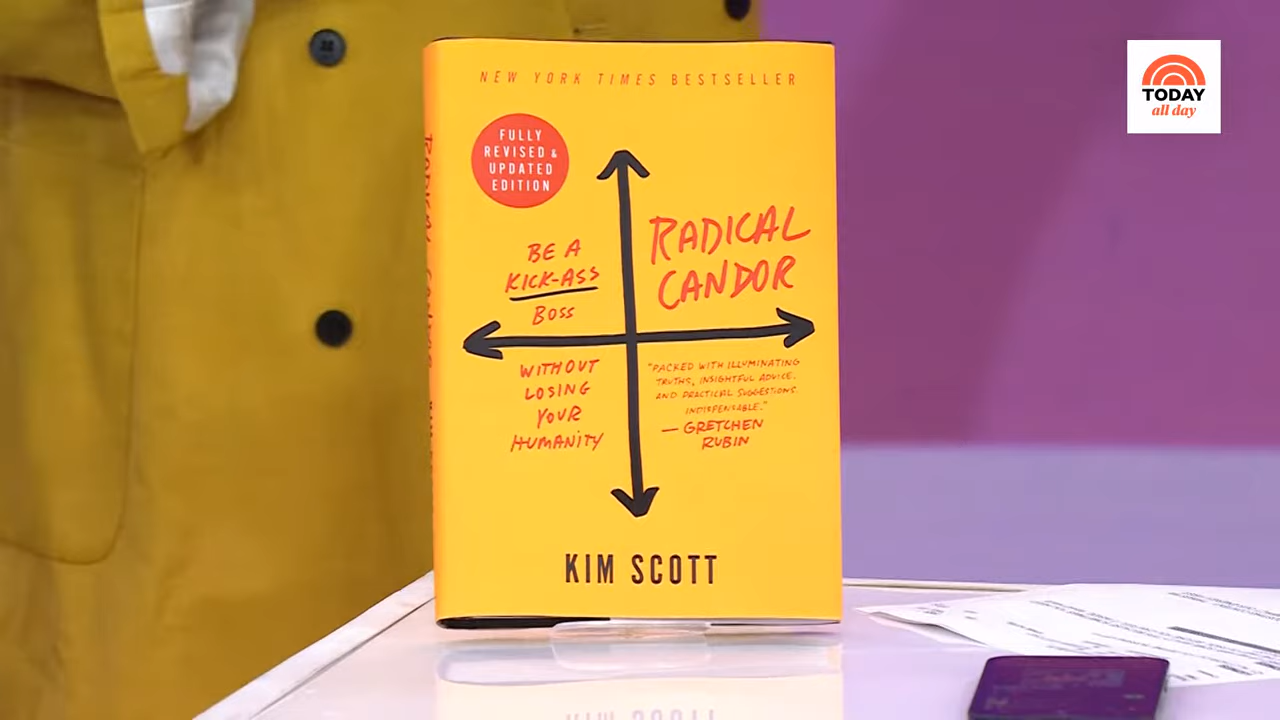 NEW YORK TIMES BESTSELLER
FULLY
REVISED &
UPDATED
EDITION
BE A
KICK-ASS
BOSS
RADICAL
CANDOR
WITHOUT
LOSING
YOUR
HUMANITY
"PACKED WITH ILLUMINATING
TRUTHS, INSIGHTFUL ADVICE,
AND PRACTICAL SUGGESTIONS.
INDISPENSABLE."
— GRETCHEN
RUBIN
KIM SCOTT
TODAY
all day